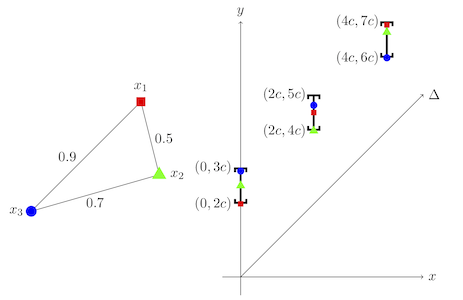 x₁
0.9
0.5
x₂
x₃
0.7
y
(4c, 7c)
(4c, 6c)
(2c, 5c)
Δ
(2c, 4c)
(0, 3c)
(0, 2c)
x